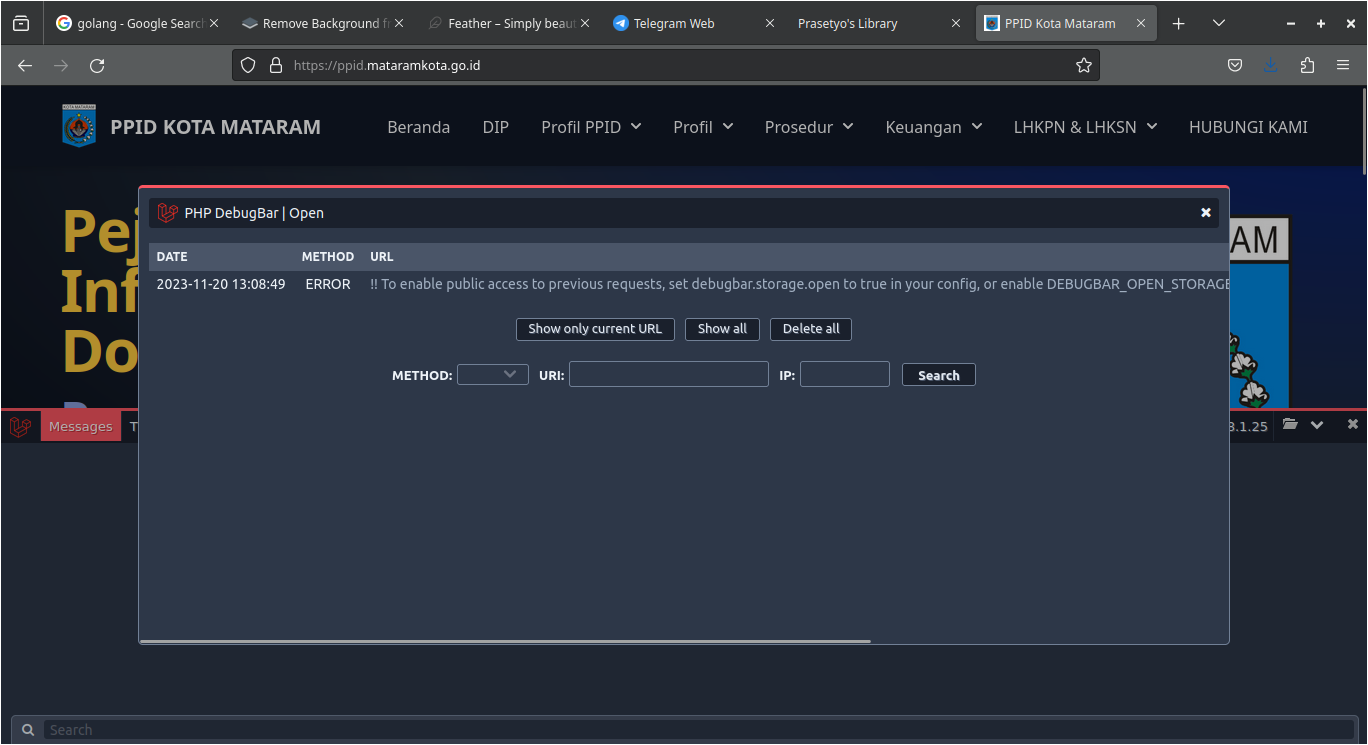 golang - Google Search
Remove Background fr
Feather – Simply beau
Telegram Web
Prasetyo's Library
PPID Kota Mataram
https://ppid.mataramkota.go.id
KOTA MATARAM
PPID KOTA MATARAM
Beranda
DIP
Profil PPID
Profil
Prosedur
Keuangan
LHKPN & LHKSN
HUBUNGI KAMI
Pej
Inf
Do
RAM
PHP DebugBar | Open
DATE METHOD URL
2023-11-20 13:08:49 ERROR !! To enable public access to previous requests, set debugbar.storage.open to true in your config, or enable DEBUGBAR_OPEN_STORAGE
Show only current URL
Show all
Delete all
METHOD: URI: IP: Search
Messages
T
8.1.25
Search